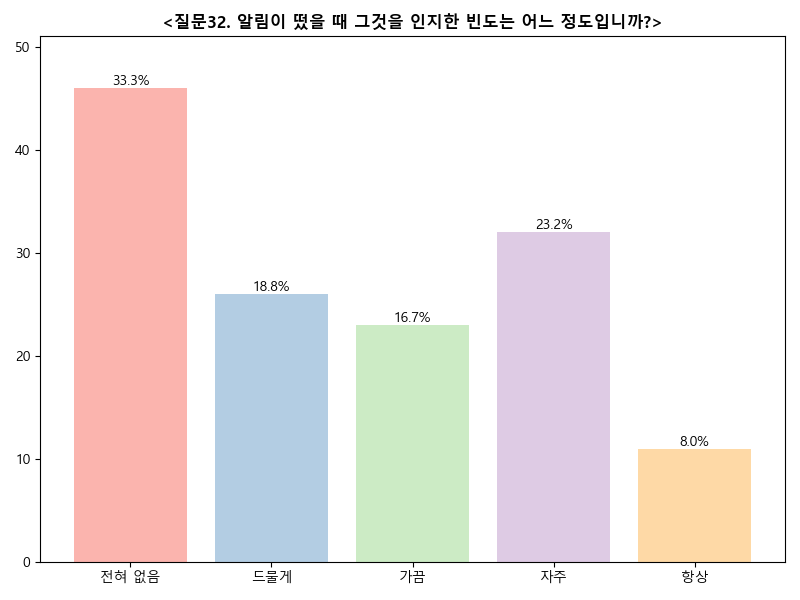 <질문32. 알림이 떴을 때 그것을 인지한 빈도는 어느 정도입니까?>
50
40
30
20
10
0
33.3%
18.8%
16.7%
23.2%
8.0%
전혀 없음
드물게
가끔
자주
항상